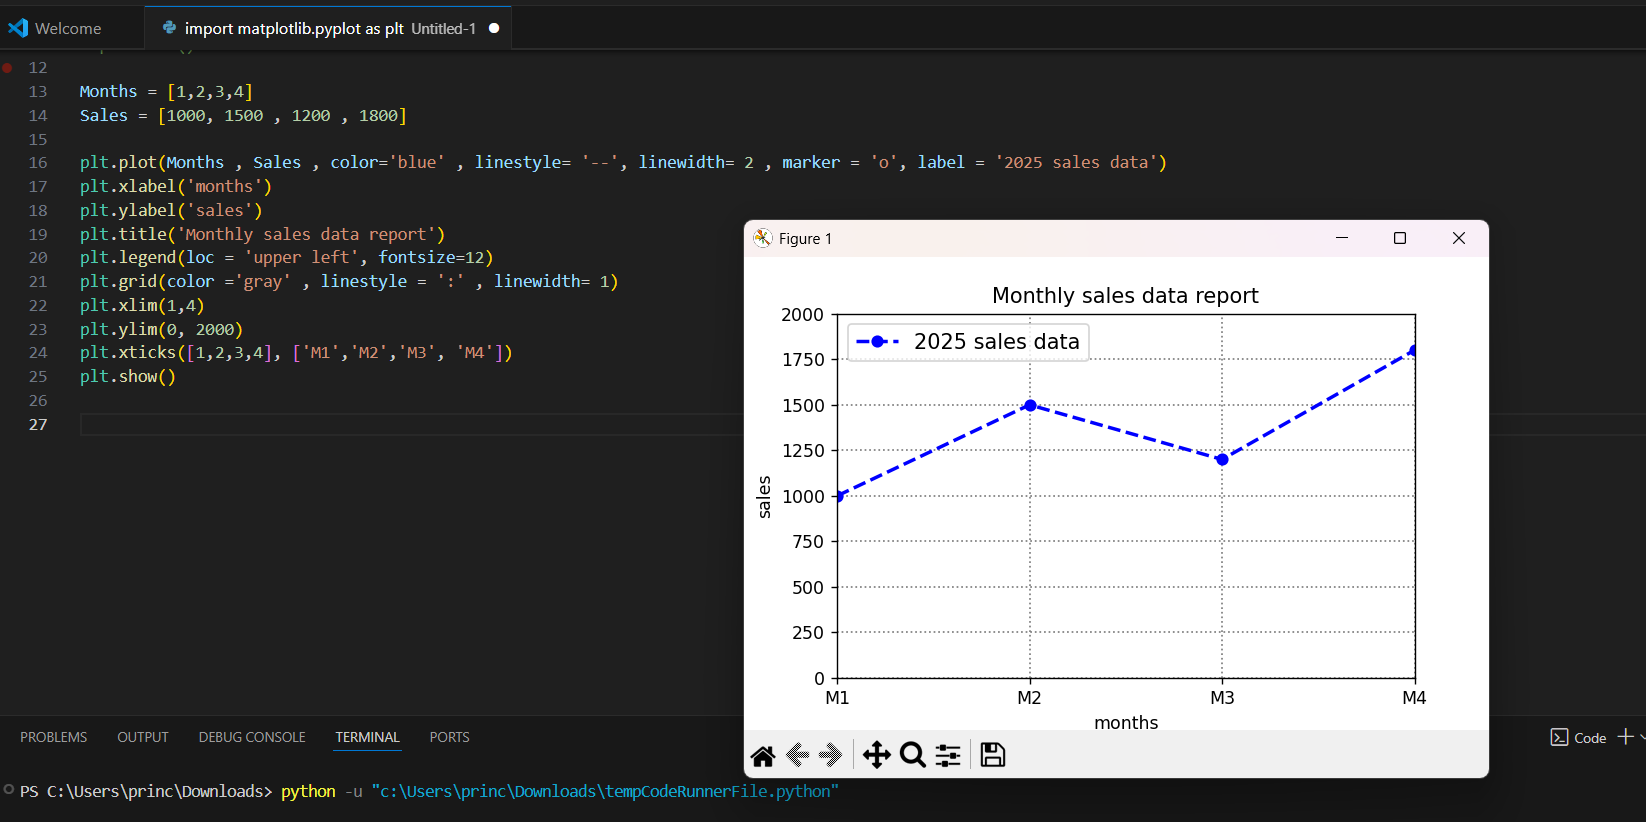 Welcome
import matplotlib.pyplot as plt Untitled-1
12
13 Months = [1,2,3,4]
14 Sales = [1000, 1500 , 1200 , 1800]
15
16 plt.plot(Months , Sales , color='blue' , linestyle= '--', linewidth= 2 , marker = 'o', label = '2025 sales data')
17 plt.xlabel('months')
18 plt.ylabel('sales')
19 plt.title('Monthly sales data report')
20 plt.legend(loc = 'upper left', fontsize=12)
21 plt.grid(color ='gray' , linestyle = ':' , linewidth= 1)
22 plt.xlim(1,4)
23 plt.ylim(0, 2000)
24 plt.xticks([1,2,3,4], ['M1','M2','M3', 'M4'])
25 plt.show()
26
27
Figure 1
Monthly sales data report
2025 sales data
2000
1750
1500
1250
1000
750
500
250
0
sales
M1 M2 M3 M4
months
PROBLEMS OUTPUT DEBUG CONSOLE TERMINAL PORTS
Code
PS C:\Users\princ\Downloads> python -u "c:\Users\princ\Downloads\tempCodeRunnerFile.python"